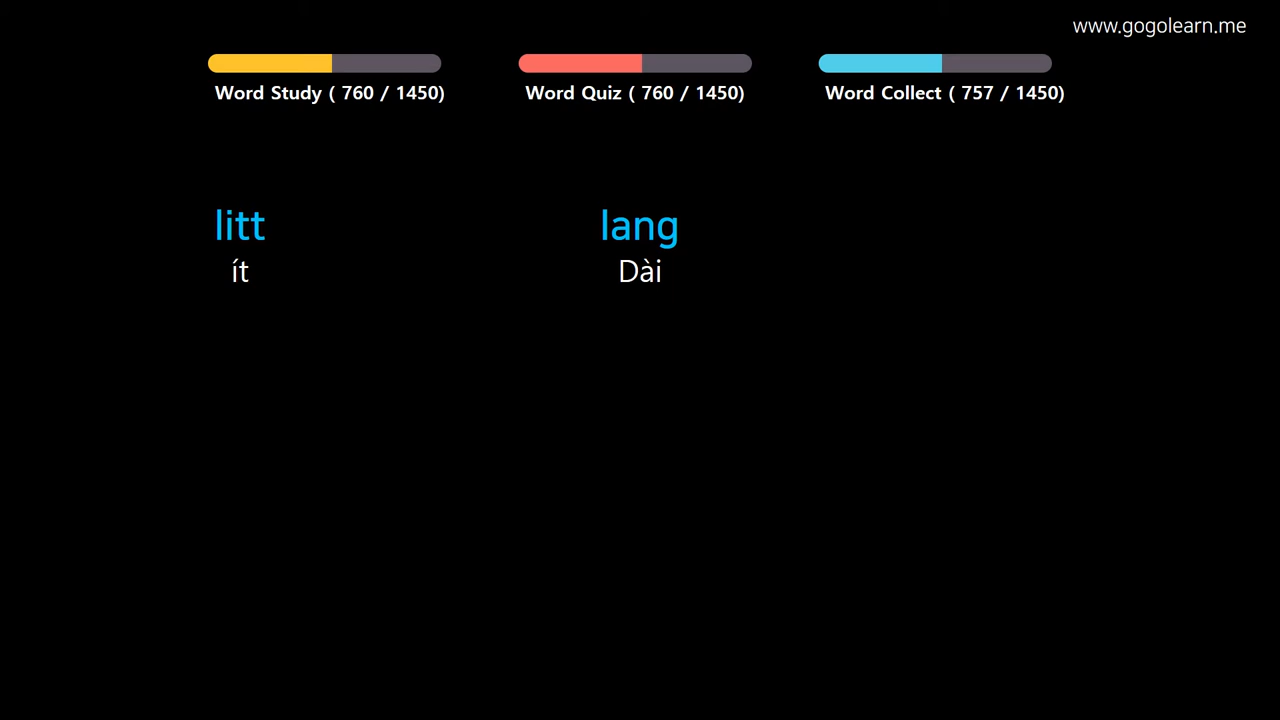 www.gogolearn.me
Word Study ( 760 / 1450)
Word Quiz ( 760 / 1450)
Word Collect ( 757 / 1450)
litt
ít
lang
Dài